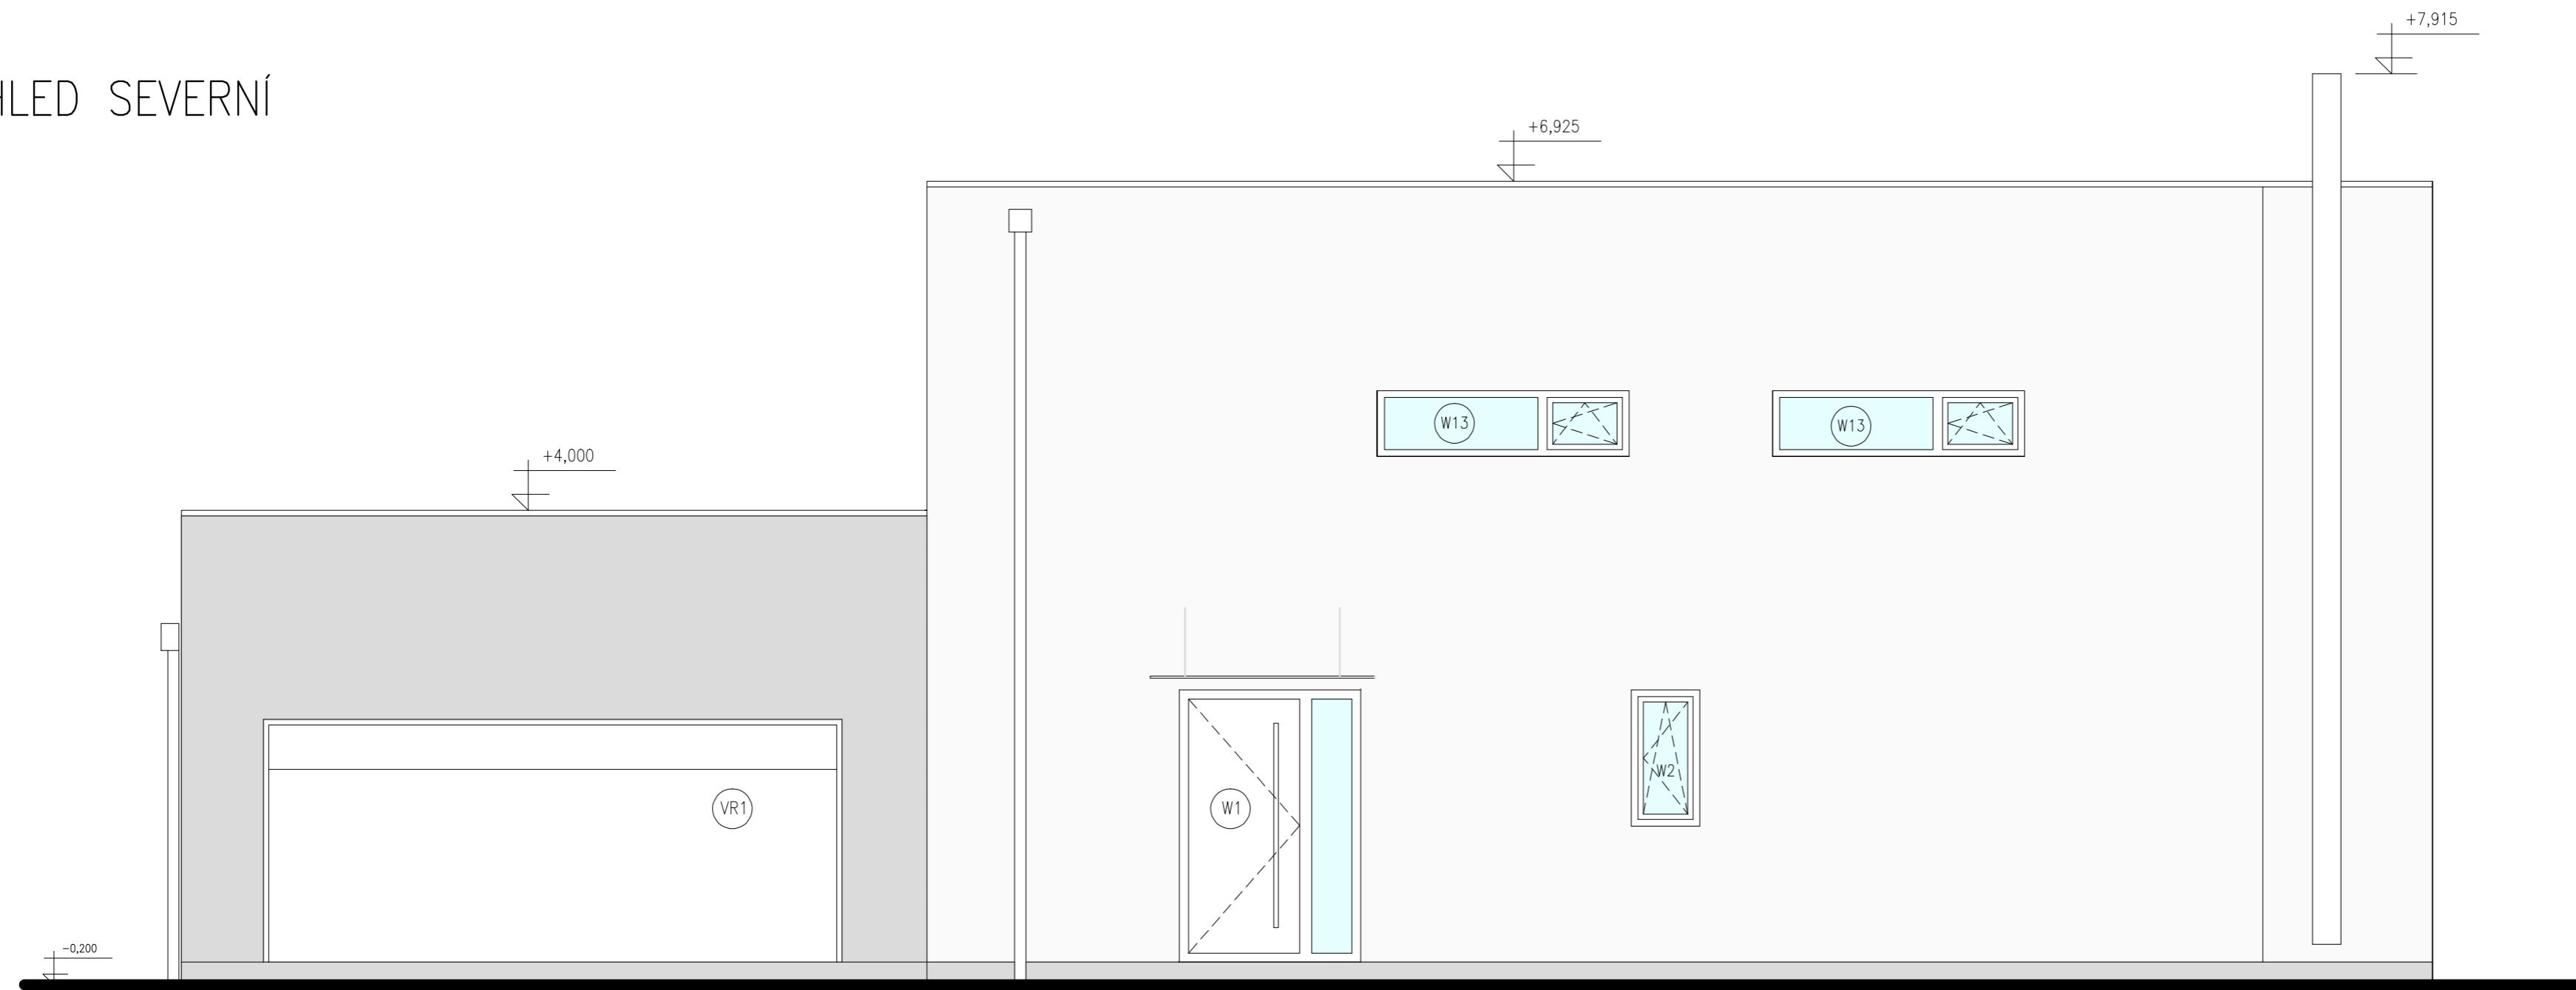 +7,915
HLED SEVERNÍ
+6,925
+4,000
W13
W13
W2
VR1
W1
-0,200